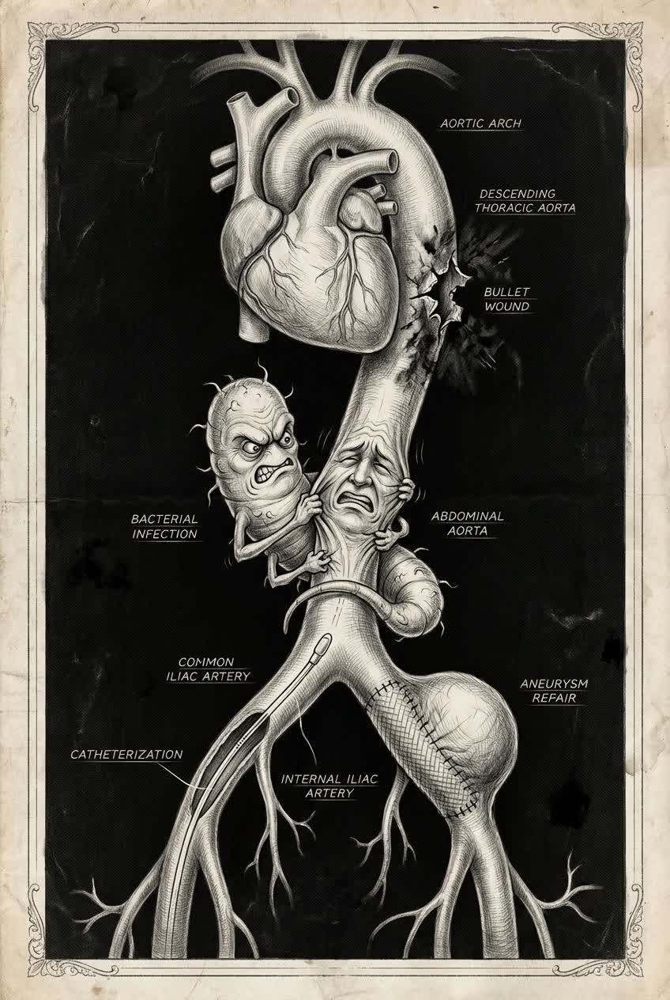 AORTIC ARCH
DESCENDING
THORACIC AORTA
BULLET
WOUND
BACTERIAL
INFECTION
ABDOMINAL
AORTA
COMMON
ILIAC ARTERY
ANEURYSM
REFAIR
CATHETERIZATION
INTERNAL ILIAC
ARTERY